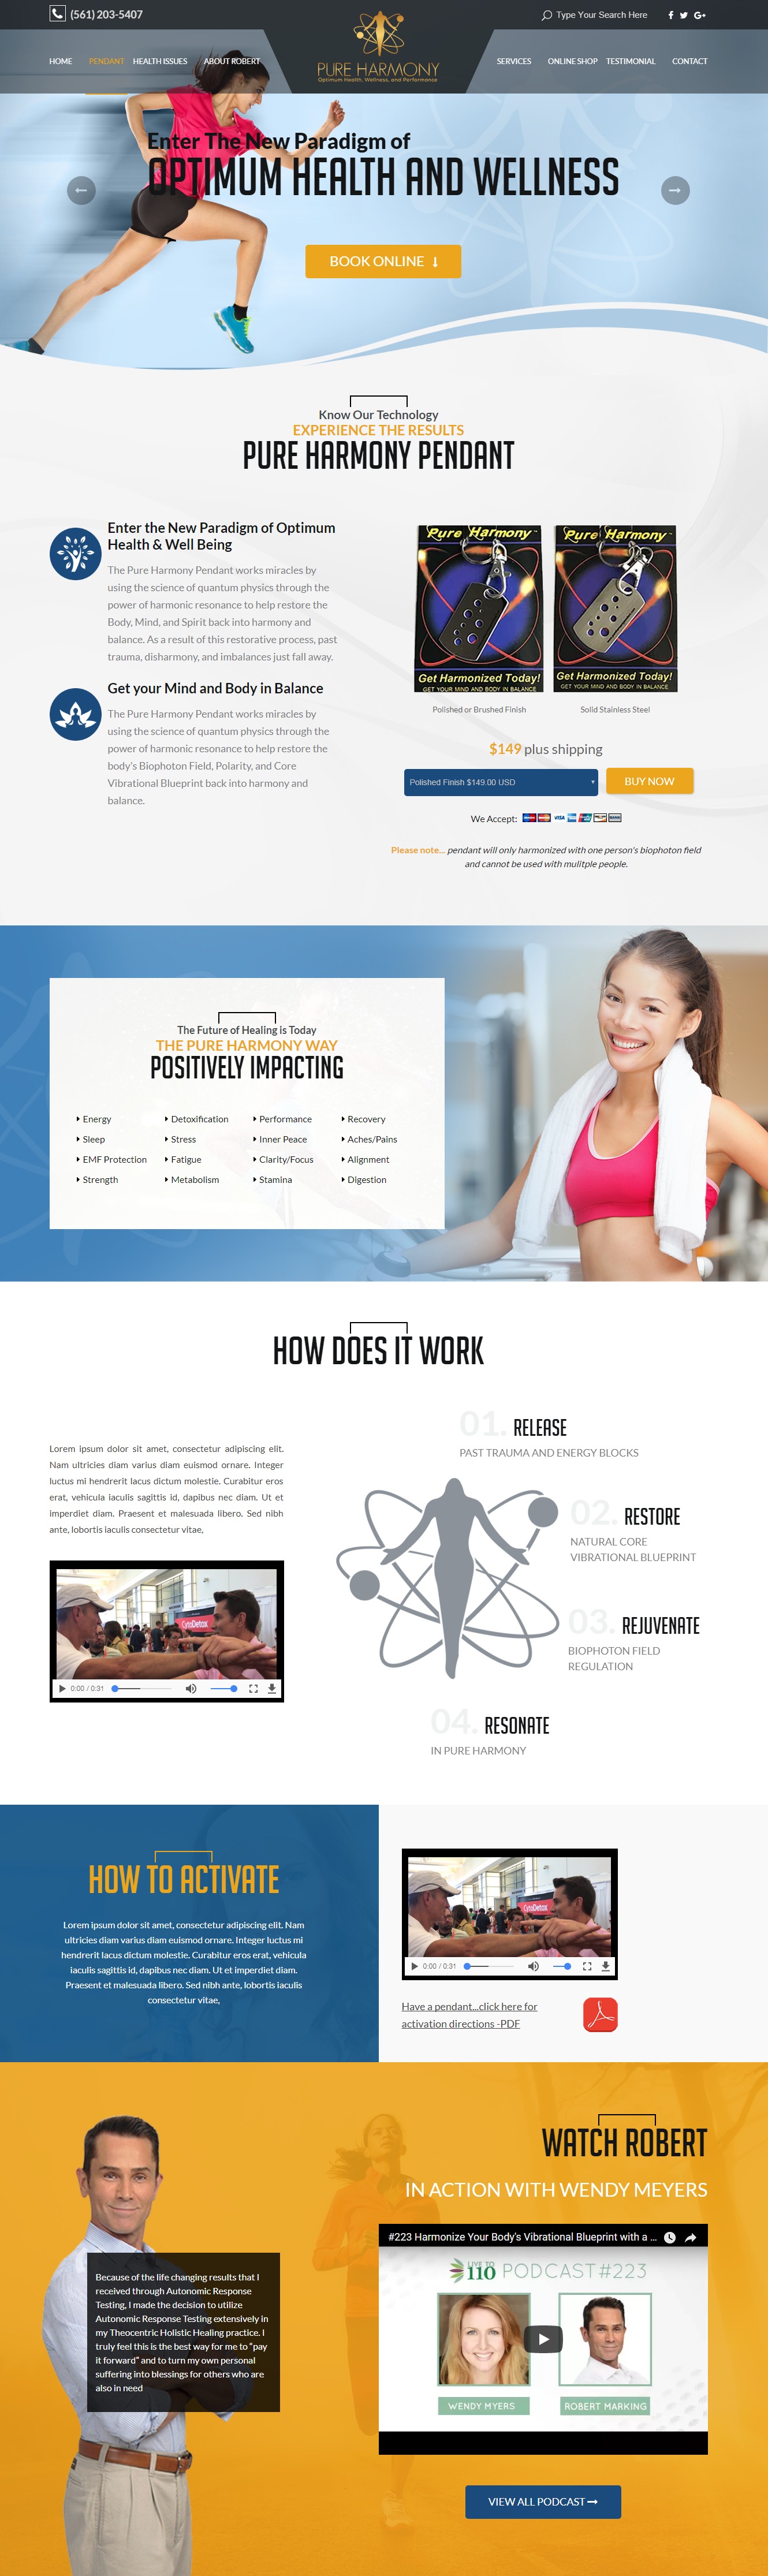 (561) 203-5407
Type Your Search Here
HOME PENDANT HEALTH ISSUES ABOUT ROBERT
PURE HARMONY
Optimum Health, Wellness, and Performance
SERVICES ONLINE SHOP TESTIMONIAL CONTACT
Enter The New Paradigm of
OPTIMUM HEALTH AND WELLNESS
BOOK ONLINE
Know Our Technology
EXPERIENCE THE RESULTS
PURE HARMONY PENDANT
Enter the New Paradigm of Optimum
Health & Well Being
The Pure Harmony Pendant works miracles by
using the science of quantum physics through the
power of harmonic resonance to help restore the
Body, Mind, and Spirit back into harmony and
balance. As a result of this restorative process, past
trauma, disharmony, and imbalances just fall away.
Get your Mind and Body in Balance
The Pure Harmony Pendant works miracles by
using the science of quantum physics through the
power of harmonic resonance to help restore the
body's Biophoton Field, Polarity, and Core
Vibrational Blueprint back into harmony and
balance.
Pure Harmony
Get Harmonized Today!
GET YOUR MIND AND BODY IN BALANCE
Pure Harmony
Get Harmonized Today!
GET YOUR MIND AND BODY IN BALANCE
Polished or Brushed Finish
Solid Stainless Steel
$149 plus shipping
Polished Finish $149.00 USD
BUY NOW
We Accept:
VISA
Please note... pendant will only harmonized with one person's biophoton field
and cannot be used with mulitple people.
The Future of Healing is Today
THE PURE HARMONY WAY
POSITIVELY IMPACTING
Energy Detoxification Performance Recovery
Sleep Stress Inner Peace Aches/Pains
EMF Protection Fatigue Clarity/Focus Alignment
Strength Metabolism Stamina Digestion
HOW DOES IT WORK
Lorem ipsum dolor sit amet, consectetur adipiscing elit.
Nam ultricies diam varius diam euismod ornare. Integer
luctus mi hendrerit lacus dictum molestie. Curabitur eros
erat, vehicula iaculis sagittis id, dapibus nec diam. Ut et
imperdiet diam. Praesent et malesuada libero. Sed nibh
ante, lobortis iaculis consectetur vitae,
CytoDetox
0:00 / 0:31
01. RELEASE
PAST TRAUMA AND ENERGY BLOCKS
02. RESTORE
NATURAL CORE
VIBRATIONAL BLUEPRINT
03. REJUVENATE
BIOPHOTON FIELD
REGULATION
04. RESONATE
IN PURE HARMONY
HOW TO ACTIVATE
Lorem ipsum dolor sit amet, consectetur adipiscing elit. Nam
ultricies diam varius diam euismod ornare. Integer luctus mi
hendrerit lacus dictum molestie. Curabitur eros erat, vehicula
iaculis sagittis id, dapibus nec diam. Ut et imperdiet diam.
Praesent et malesuada libero. Sed nibh ante, lobortis iaculis
consectetur vitae,
CytoDetox
0:00 / 0:31
Have a pendant...click here for
activation directions -PDF
WATCH ROBERT
IN ACTION WITH WENDY MEYERS
Because of the life changing results that I
received through Autonomic Response
Testing, I made the decision to utilize
Autonomic Response Testing extensively in
my Theocentric Holistic Healing practice. I
truly feel this is the best way for me to "pay
it forward" and to turn my own personal
suffering into blessings for others who are
also in need
#223 Harmonize Your Body's Vibrational Blueprint with a ...
LIVE TO
110 PODCAST#223
WENDY MYERS
ROBERT MARKING
VIEW ALL PODCAST